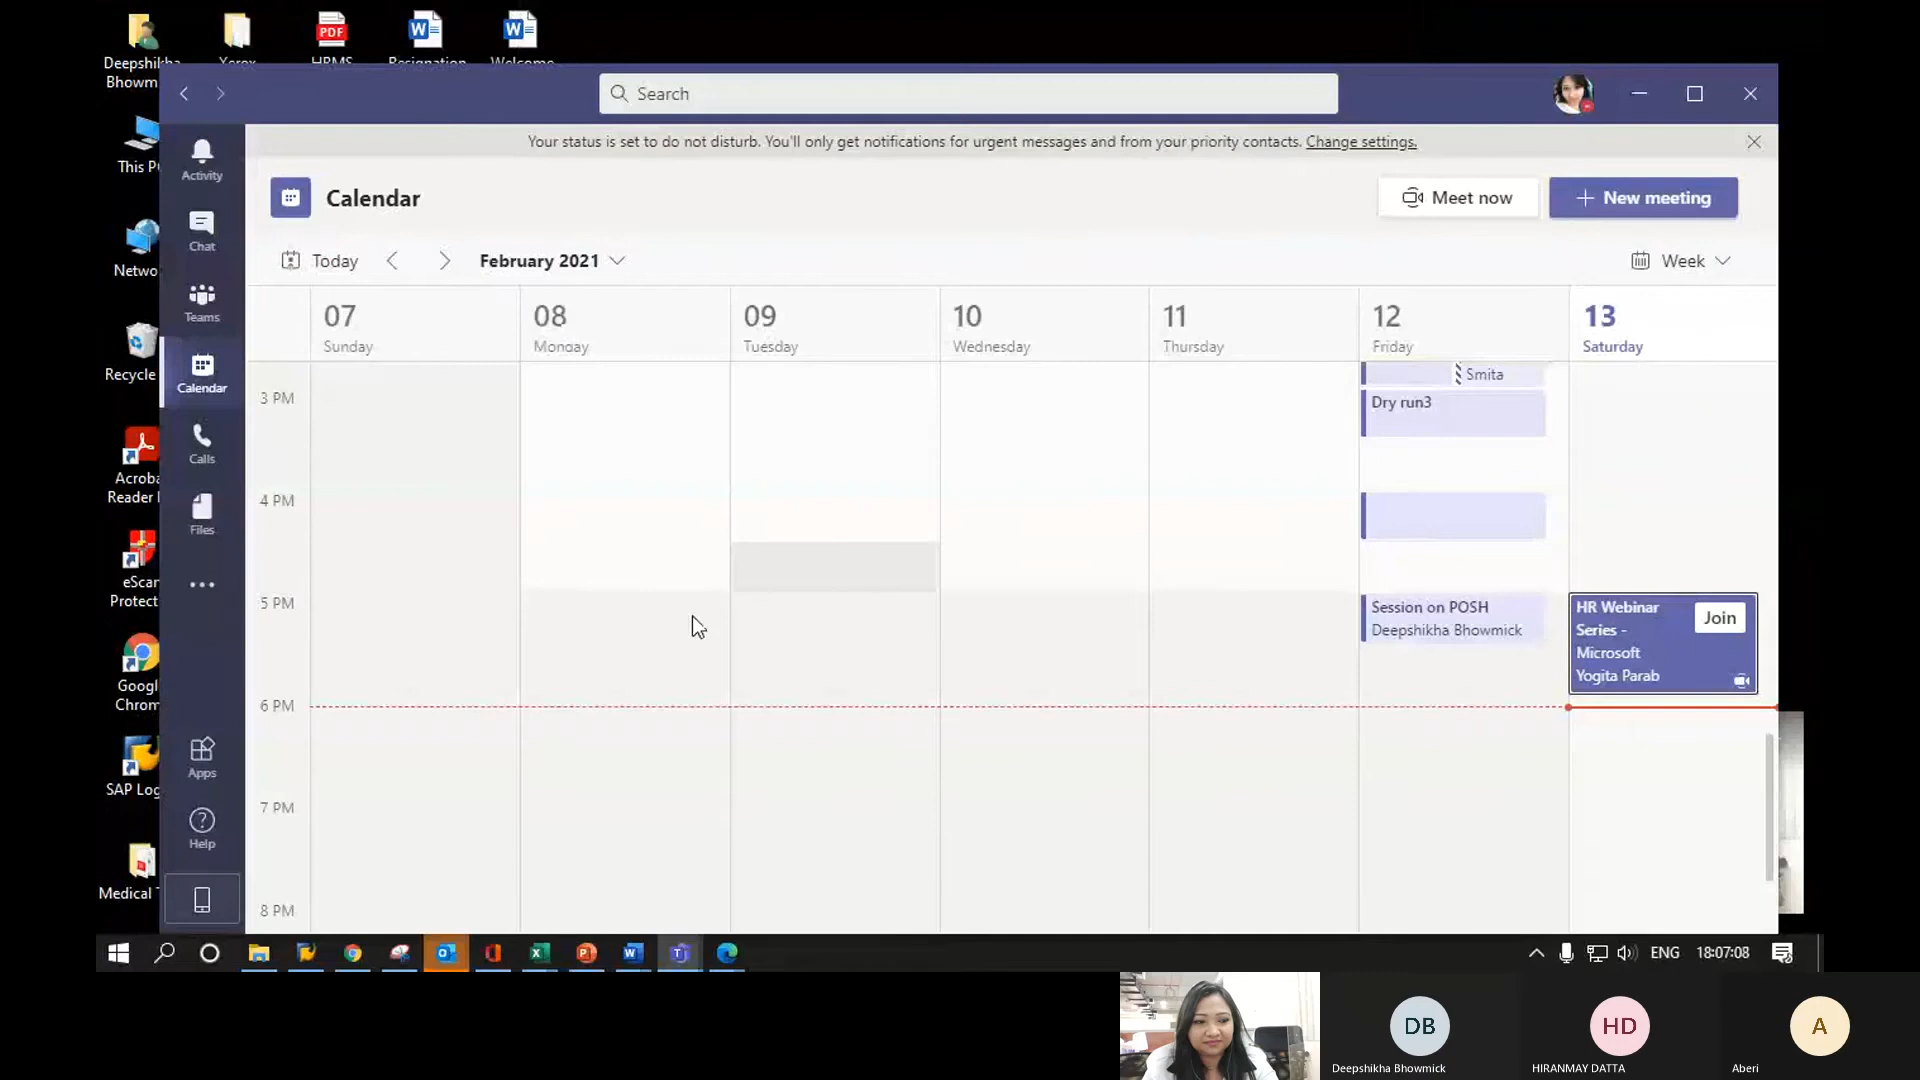 Deepshikha
Bhowm
Xerox
PDF
HRMS
Resignation
Welcome
Search
Your status is set to do not disturb. You'll only get notifications for urgent messages and from your priority contacts. Change settings.
Activity
Chat
Teams
Calendar
Calls
Files
Apps
Help
This P
Netwo
Recycle
Acroba
Reader
eScan
Protect
Googl
Chrom
SAP Log
Medical T
Calendar
Meet now
+ New meeting
Today
February 2021
Week
07
Sunday
08
Monday
09
Tuesday
10
Wednesday
11
Thursday
12
Friday
13
Saturday
3 PM
4 PM
5 PM
6 PM
7 PM
8 PM
Smita
Dry run3
Session on POSH
Deepshikha Bhowmick
HR Webinar
Series -
Microsoft
Yogita Parab
Join
ENG
18:07:08
DB
Deepshikha Bhowmick
HD
HIRANMAY DATTA
A
Aberi